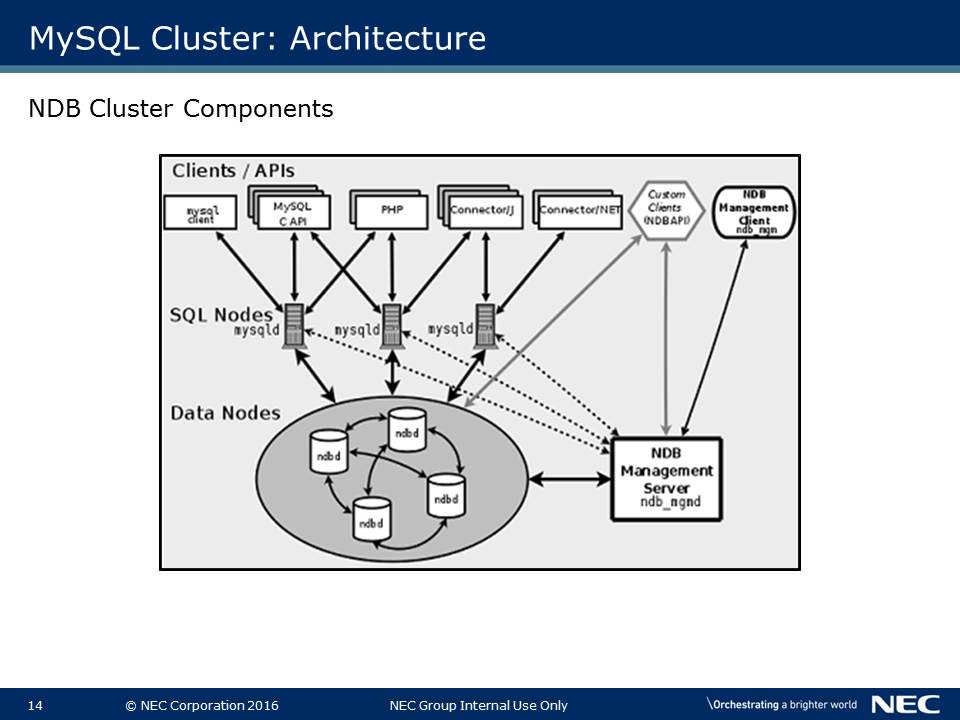 MySQL Cluster: Architecture
NDB Cluster Components
Clients / APIs
mysql
client
MySQL
C API
PHP
Connector/J
Connector/NET
Custom
Clients
(NDBAPI)
NDB
Management
Client
ndb_mgm
SQL Nodes
mysqld
mysqld
mysqld
Data Nodes
ndbd
ndbd
ndbd
ndbd
NDB
Management
Server
ndb_mgmd
14
© NEC Corporation 2016
NEC Group Internal Use Only
\Orchestrating a brighter world
NEC